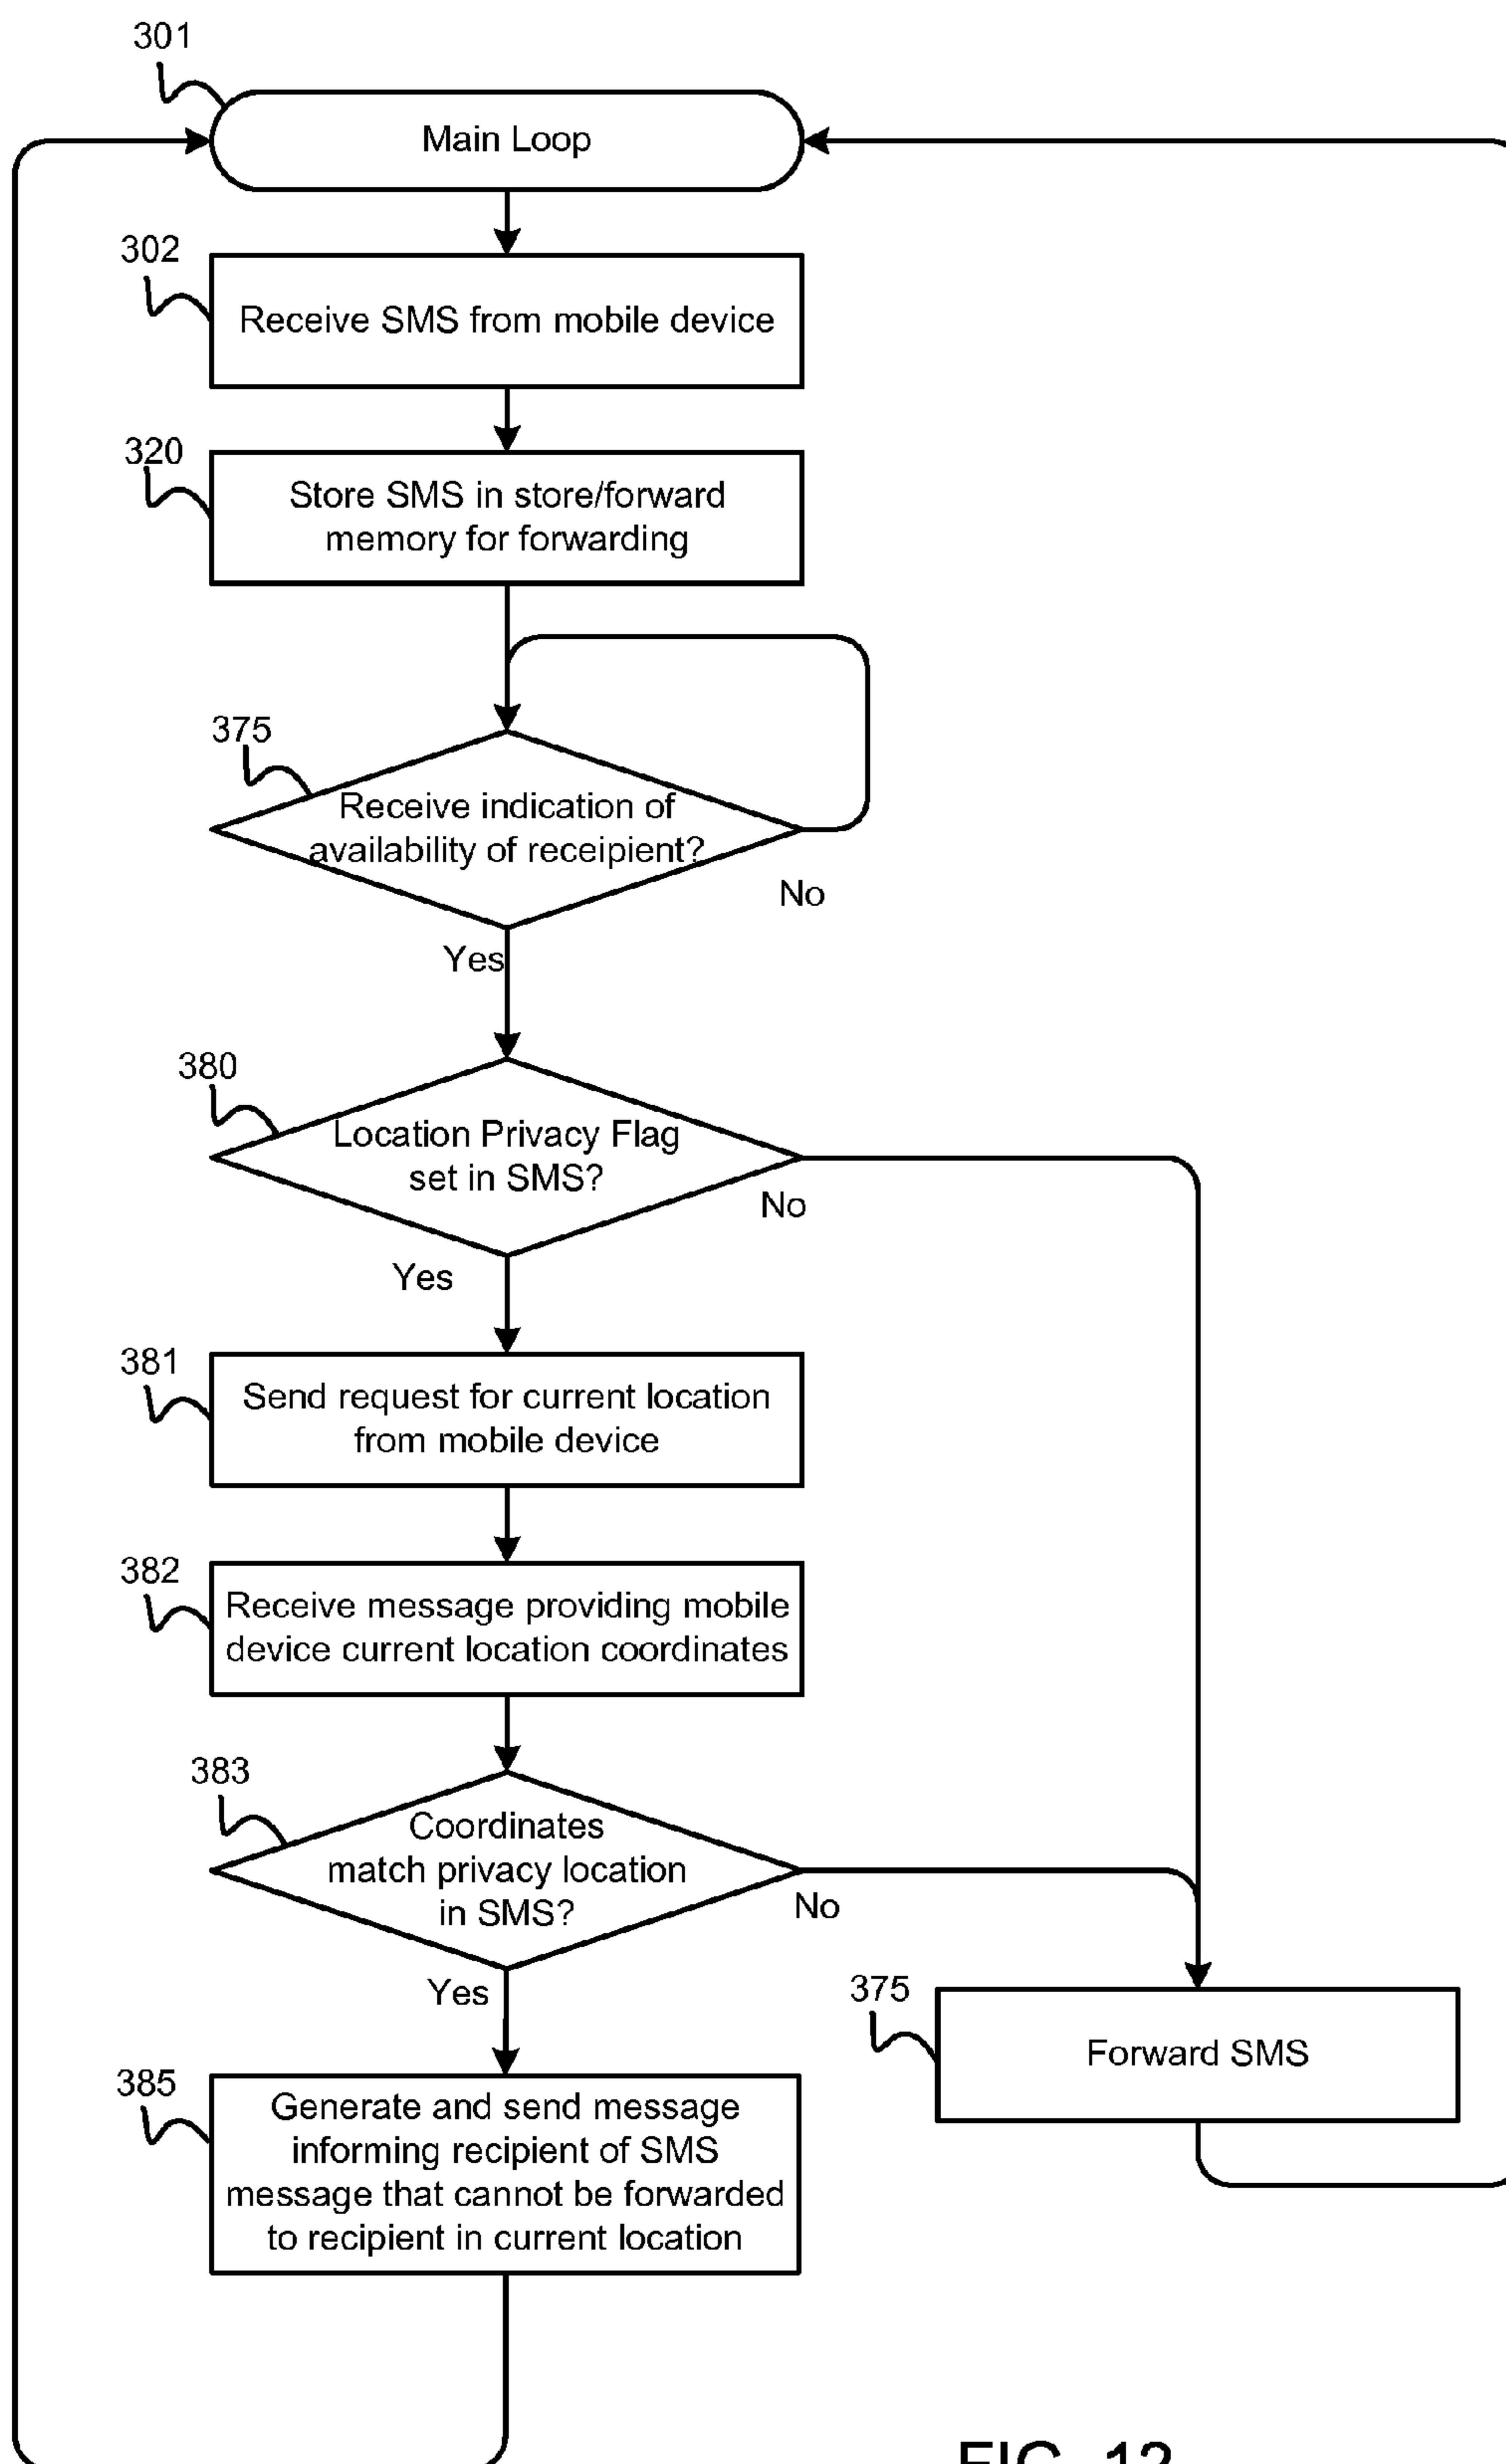 301
Main Loop
302
Receive SMS from mobile device
320
Store SMS in store/forward
memory for forwarding
375
Receive indication of
availability of receipient?
No
Yes
380
Location Privacy Flag
set in SMS?
No
Yes
381
Send request for current location
from mobile device
382
Receive message providing mobile
device current location coordinates
383
Coordinates
match privacy location
in SMS?
No
Yes
375
Forward SMS
385
Generate and send message
informing recipient of SMS
message that cannot be forwarded
to recipient in current location
FIG. 12